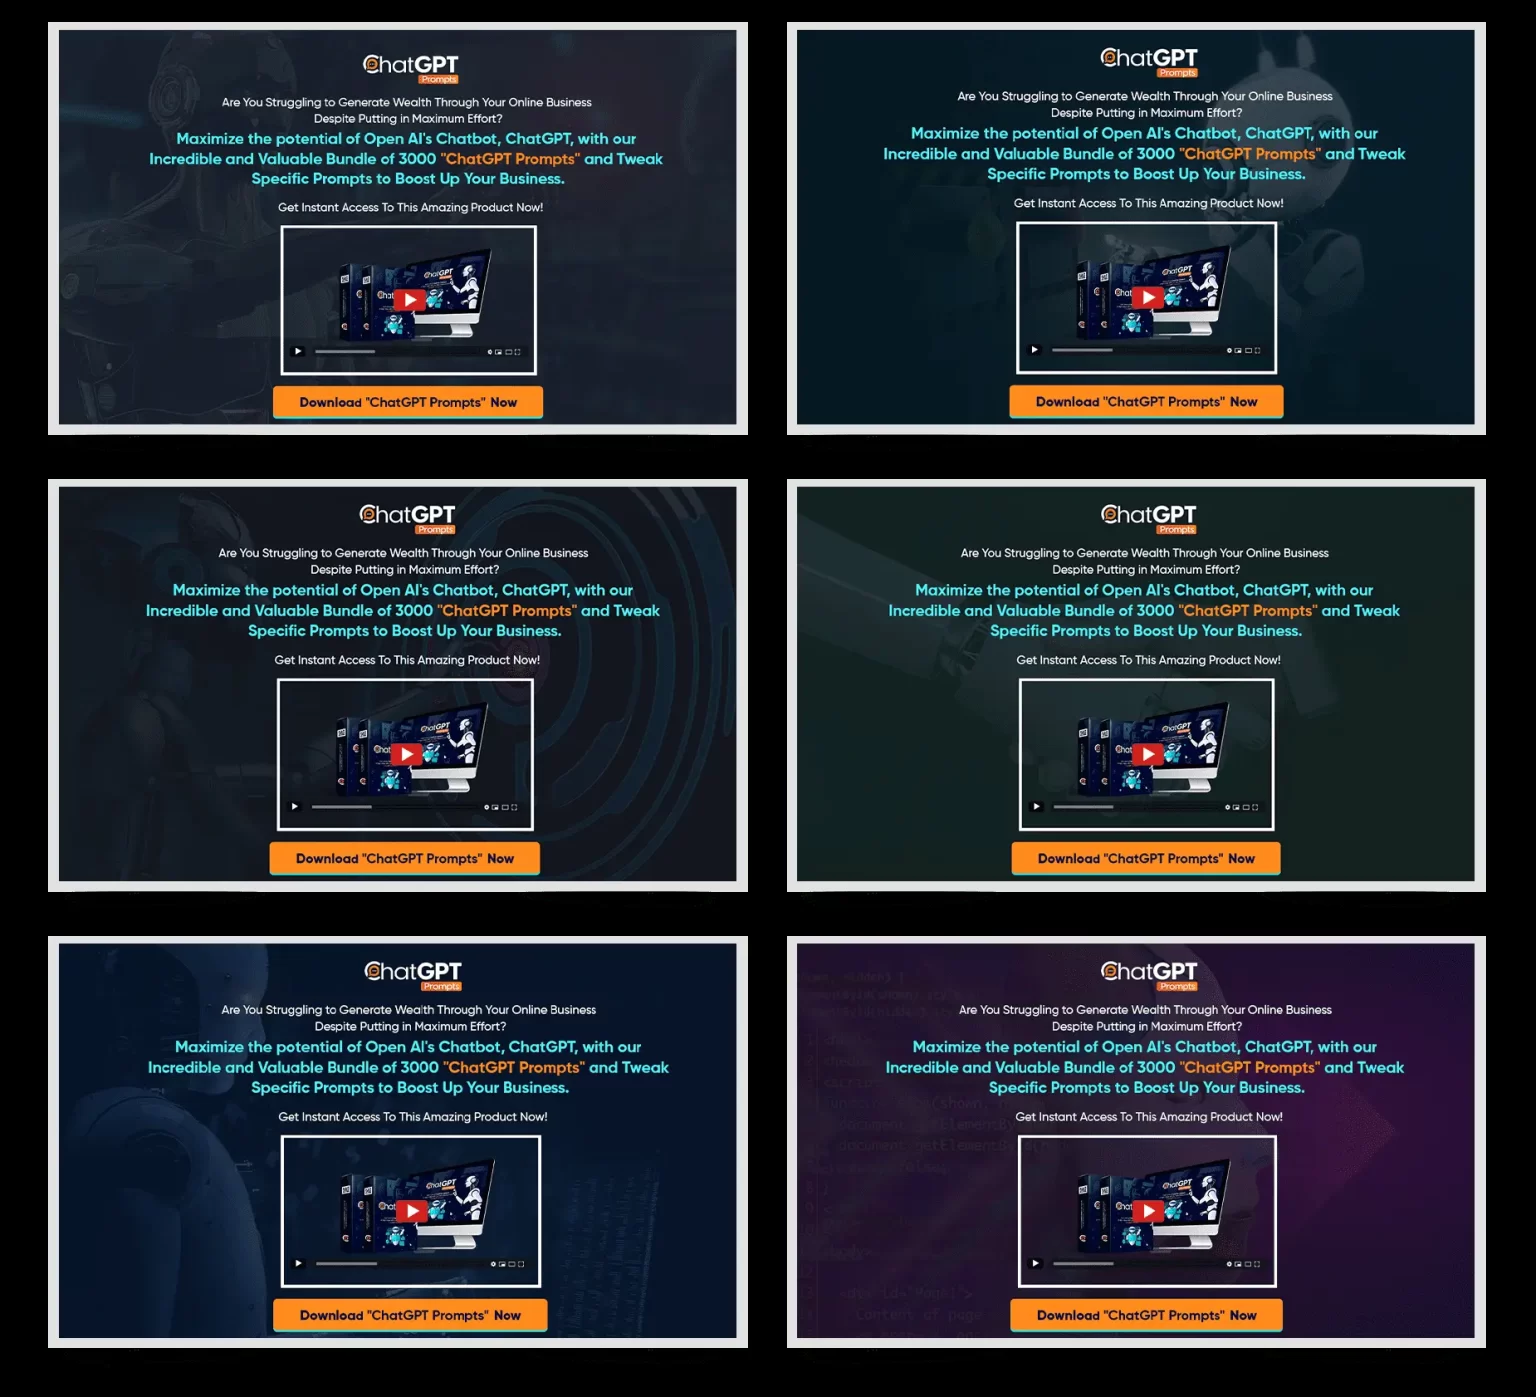 ChatGPT
Prompts
Are You Struggling to Generate Wealth Through Your Online Business
Despite Putting in Maximum Effort?
Maximize the potential of Open AI's Chatbot, ChatGPT, with our
Incredible and Valuable Bundle of 3000 "ChatGPT Prompts" and Tweak
Specific Prompts to Boost Up Your Business.
Get Instant Access To This Amazing Product Now!
ChatGPT
Download "ChatGPT Prompts" Now
ChatGPT
Prompts
Are You Struggling to Generate Wealth Through Your Online Business
Despite Putting in Maximum Effort?
Maximize the potential of Open AI's Chatbot, ChatGPT, with our
Incredible and Valuable Bundle of 3000 "ChatGPT Prompts" and Tweak
Specific Prompts to Boost Up Your Business.
Get Instant Access To This Amazing Product Now!
ChatGPT
Download "ChatGPT Prompts" Now
ChatGPT
Prompts
Are You Struggling to Generate Wealth Through Your Online Business
Despite Putting in Maximum Effort?
Maximize the potential of Open AI's Chatbot, ChatGPT, with our
Incredible and Valuable Bundle of 3000 "ChatGPT Prompts" and Tweak
Specific Prompts to Boost Up Your Business.
Get Instant Access To This Amazing Product Now!
ChatGPT
Download "ChatGPT Prompts" Now
ChatGPT
Prompts
Are You Struggling to Generate Wealth Through Your Online Business
Despite Putting in Maximum Effort?
Maximize the potential of Open AI's Chatbot, ChatGPT, with our
Incredible and Valuable Bundle of 3000 "ChatGPT Prompts" and Tweak
Specific Prompts to Boost Up Your Business.
Get Instant Access To This Amazing Product Now!
ChatGPT
Download "ChatGPT Prompts" Now
ChatGPT
Prompts
Are You Struggling to Generate Wealth Through Your Online Business
Despite Putting in Maximum Effort?
Maximize the potential of Open AI's Chatbot, ChatGPT, with our
Incredible and Valuable Bundle of 3000 "ChatGPT Prompts" and Tweak
Specific Prompts to Boost Up Your Business.
Get Instant Access To This Amazing Product Now!
ChatGPT
Download "ChatGPT Prompts" Now
ChatGPT
Prompts
Are You Struggling to Generate Wealth Through Your Online Business
Despite Putting in Maximum Effort?
Maximize the potential of Open AI's Chatbot, ChatGPT, with our
Incredible and Valuable Bundle of 3000 "ChatGPT Prompts" and Tweak
Specific Prompts to Boost Up Your Business.
Get Instant Access To This Amazing Product Now!
ChatGPT
Content of page
Download "ChatGPT Prompts" Now